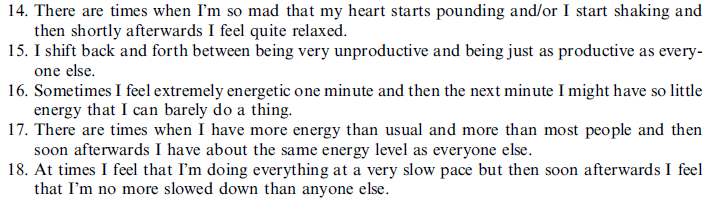 14. There are times when I'm so mad that my heart starts pounding and/or I start shaking and
then shortly afterwards I feel quite relaxed.
15. I shift back and forth between being very unproductive and being just as productive as every-
one else.
16. Sometimes I feel extremely energetic one minute and then the next minute I might have so little
energy that I can barely do a thing.
17. There are times when I have more energy than usual and more than most people and then
soon afterwards I have about the same energy level as everyone else.
18. At times I feel that I'm doing everything at a very slow pace but then soon afterwards I feel
that I'm no more slowed down than anyone else.